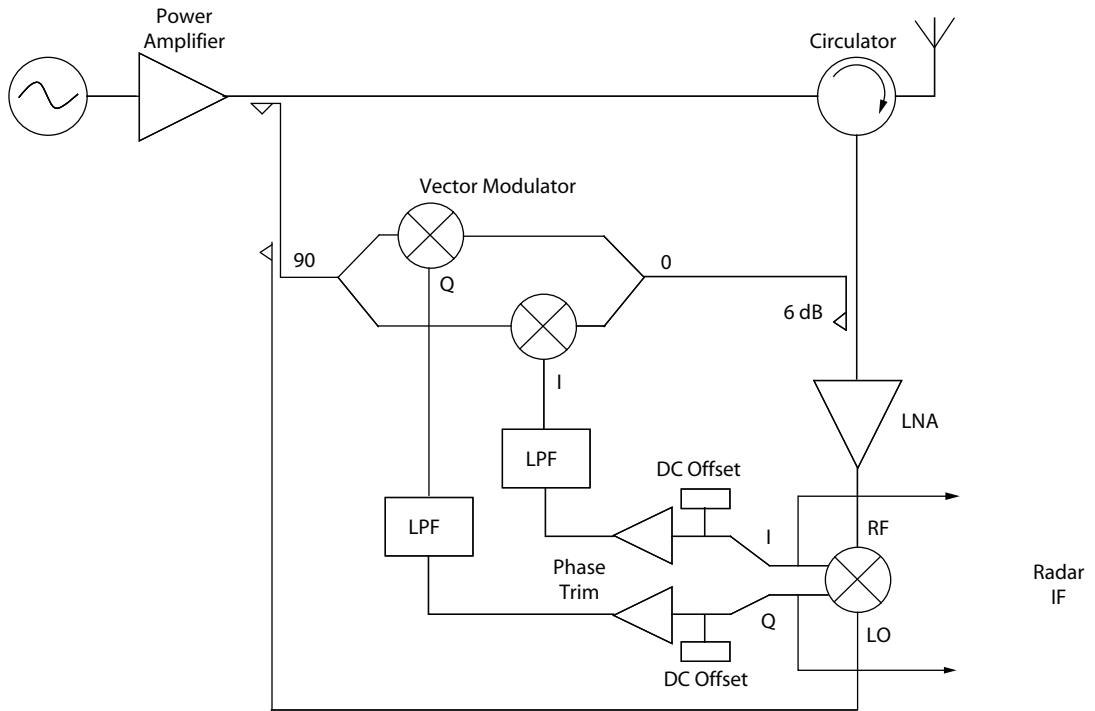 Power
Amplifier
Circulator
Vector Modulator
90
Q
0
6 dB
I
LNA
LPF
DC Offset
LPF
I
RF
Phase
Trim
Radar
IF
Q
LO
DC Offset